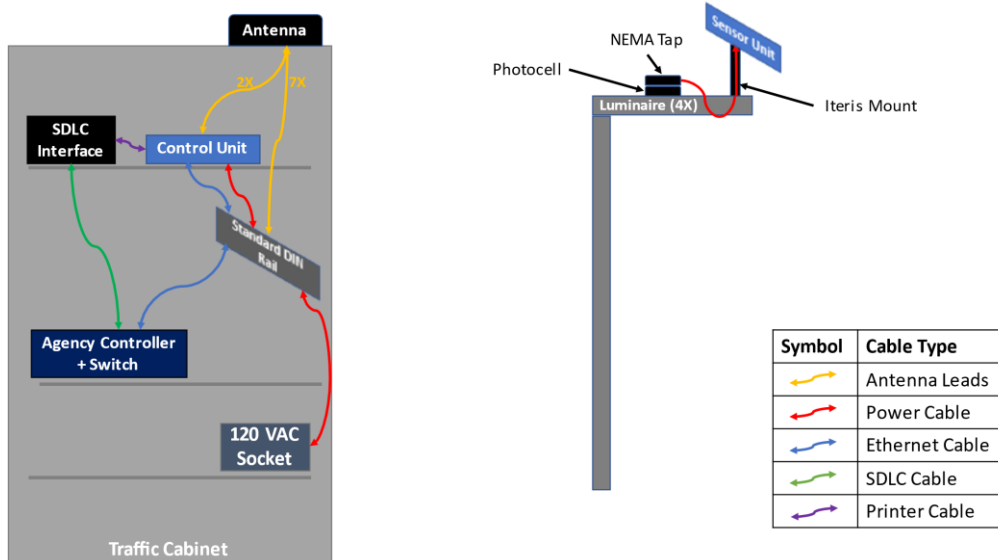 Antenna
2X
7X
SDLC
Interface
Control Unit
Standard DIN
Rail
Agency Controller
+ Switch
120 VAC
Socket
Traffic Cabinet
NEMA Tap
Sensor Unit
Photocell
Luminaire (4X)
Iteris Mount
Symbol Cable Type
Antenna Leads
Power Cable
Ethernet Cable
SDLC Cable
Printer Cable